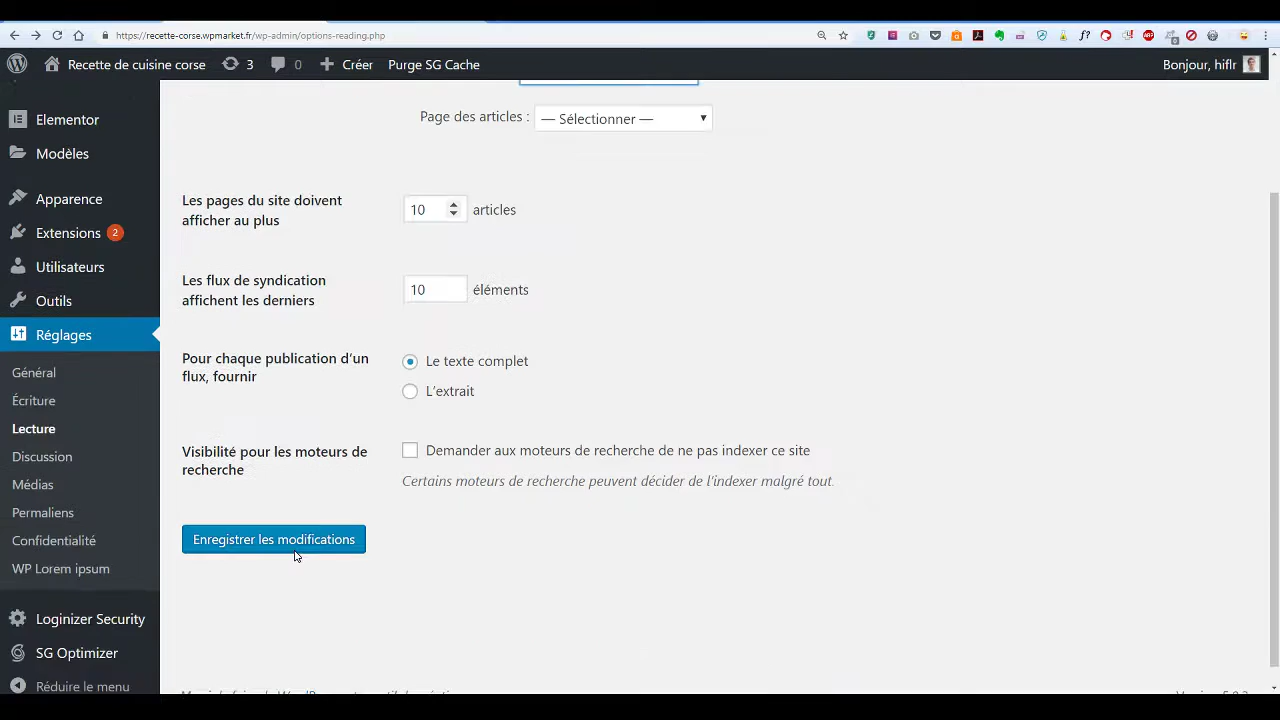 https://recette-corse.wpmarket.fr/wp-admin/options-reading.php
Recette de cuisine corse 3 0 Créer Purge SG Cache Bonjour, hiflr
Elementor
Modèles
Apparence
Extensions 2
Utilisateurs
Outils
Réglages
Général
Écriture
Lecture
Discussion
Médias
Permaliens
Confidentialité
WP Lorem ipsum
Loginizer Security
SG Optimizer
Réduire le menu
Page des articles : — Sélectionner —
Les pages du site doivent
afficher au plus
10 articles
Les flux de syndication
affichent les derniers
10 éléments
Pour chaque publication d’un
flux, fournir
Le texte complet
L’extrait
Visibilité pour les moteurs de
recherche
Demander aux moteurs de recherche de ne pas indexer ce site
Certains moteurs de recherche peuvent décider de l’indexer malgré tout.
Enregistrer les modifications